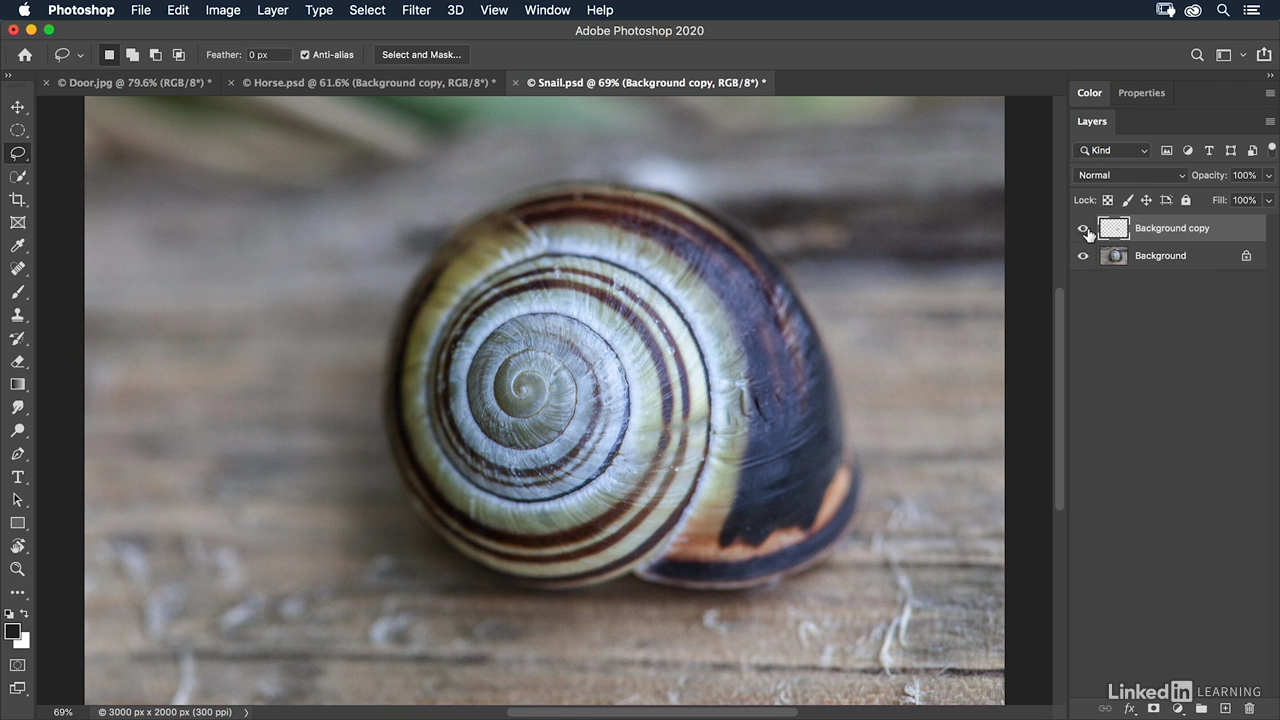 Photoshop File Edit Image Layer Type Select Filter 3D View Window Help
Adobe Photoshop 2020
Feather: 0 px Anti-alias Select and Mask...
© Door.jpg @ 79.6% (RGB/8*) * © Horse.psd @ 61.6% (Background copy, RGB/8*) * © Snail.psd @ 69% (Background copy, RGB/8*) *
Color Properties
Layers
Kind
Normal Opacity: 100%
Lock: Fill: 100%
Background copy
Background
LinkedIn LEARNING
69% © 3000 px x 2000 px (300 ppi)